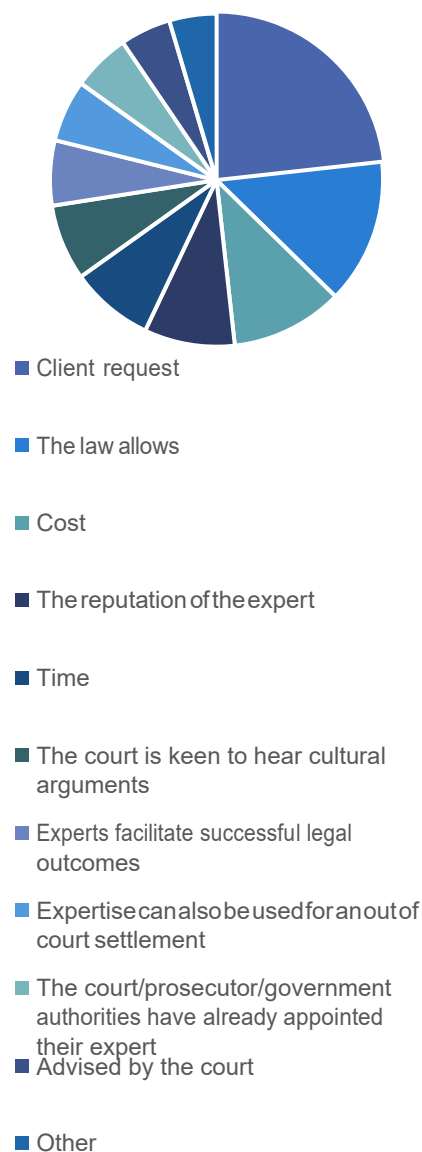 Client request
The law allows
Cost
The reputation of the expert
Time
The court is keen to hear cultural
arguments
Experts facilitate successful legal
outcomes
Expertise can also be used for an out of
court settlement
The court/prosecutor/government
authorities have already appointed
their expert
Advised by the court
Other